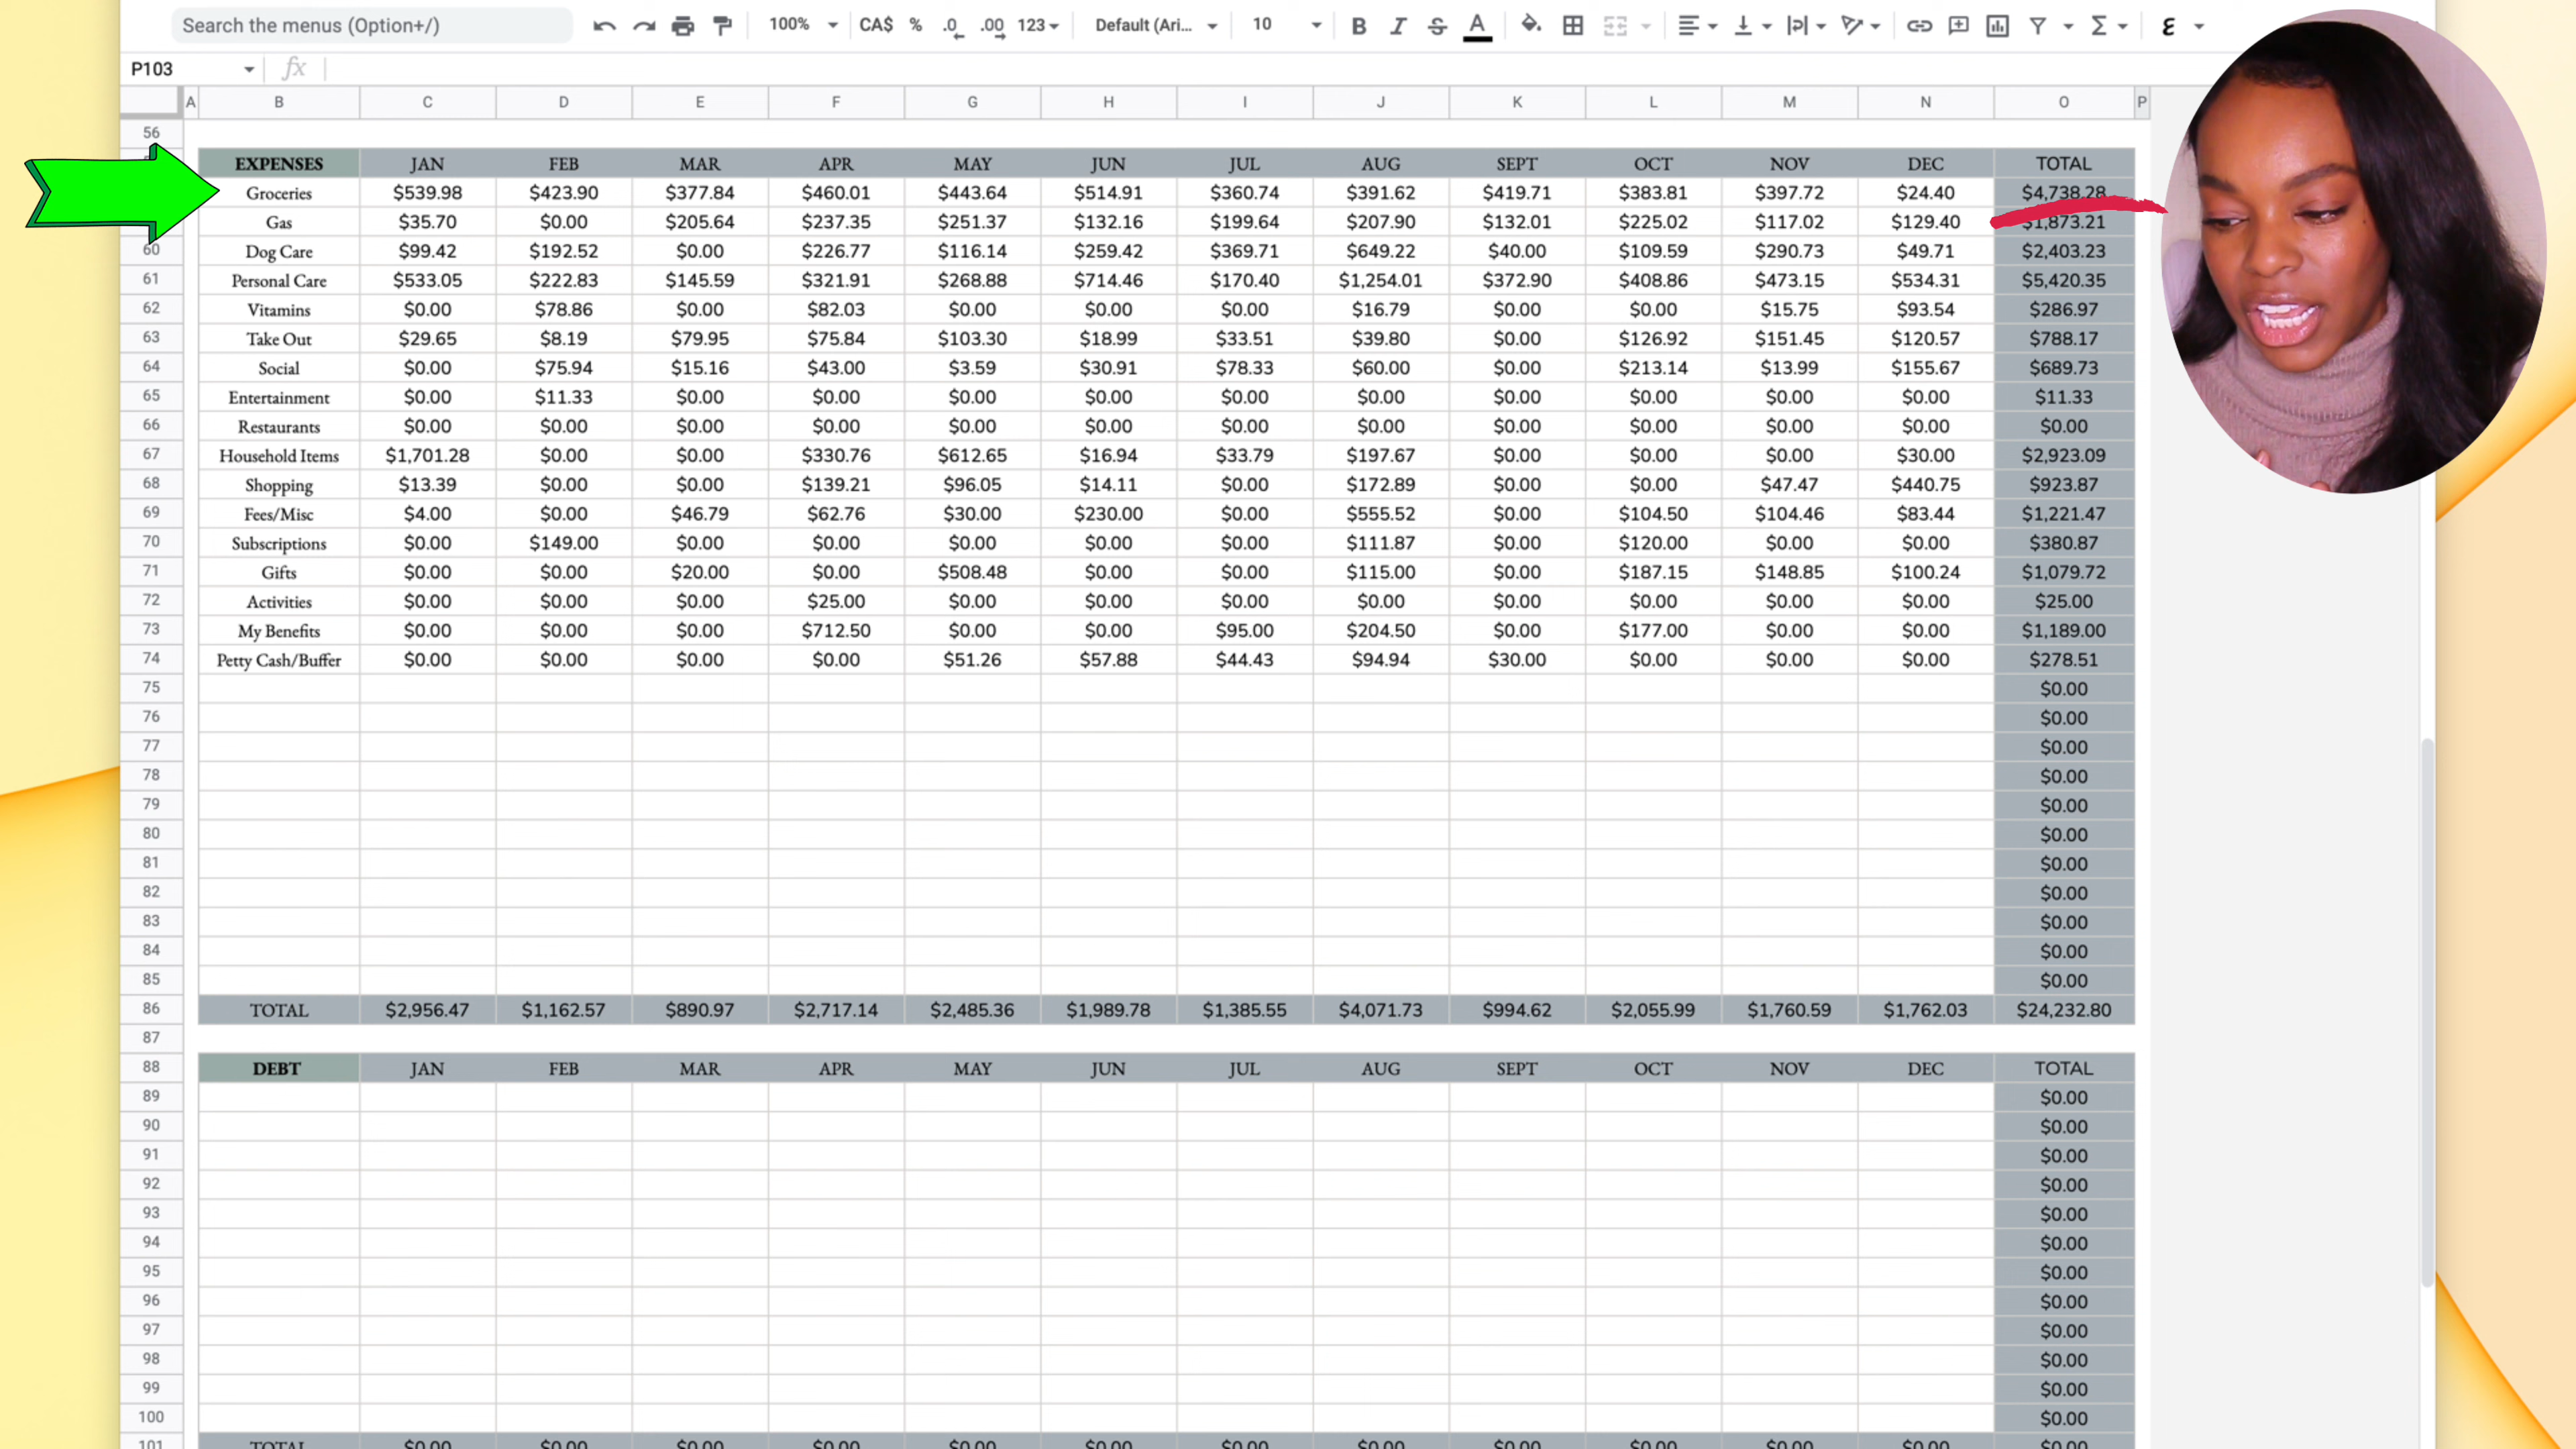 Search the menus (Option+/) 100% CA$ % .0 .00 123 Default (Ari... 10 B I S A Σ ε
P103 fx
A B C D E F G H I J K L M N O P
56
EXPENSES JAN FEB MAR APR MAY JUN JUL AUG SEPT OCT NOV DEC TOTAL
Groceries $539.98 $423.90 $377.84 $460.01 $443.64 $514.91 $360.74 $391.62 $419.71 $383.81 $397.72 $24.40 $4,738.28
Gas $35.70 $0.00 $205.64 $237.35 $251.37 $132.16 $199.64 $207.90 $132.01 $225.02 $117.02 $129.40 $1,873.21
60 Dog Care $99.42 $192.52 $0.00 $226.77 $116.14 $259.42 $369.71 $649.22 $40.00 $109.59 $290.73 $49.71 $2,403.23
61 Personal Care $533.05 $222.83 $145.59 $321.91 $268.88 $714.46 $170.40 $1,254.01 $372.90 $408.86 $473.15 $534.31 $5,420.35
62 Vitamins $0.00 $78.86 $0.00 $82.03 $0.00 $0.00 $0.00 $16.79 $0.00 $0.00 $15.75 $93.54 $286.97
63 Take Out $29.65 $8.19 $79.95 $75.84 $103.30 $18.99 $33.51 $39.80 $0.00 $126.92 $151.45 $120.57 $788.17
64 Social $0.00 $75.94 $15.16 $43.00 $3.59 $30.91 $78.33 $60.00 $0.00 $213.14 $13.99 $155.67 $689.73
65 Entertainment $0.00 $11.33 $0.00 $0.00 $0.00 $0.00 $0.00 $0.00 $0.00 $0.00 $0.00 $0.00 $11.33
66 Restaurants $0.00 $0.00 $0.00 $0.00 $0.00 $0.00 $0.00 $0.00 $0.00 $0.00 $0.00 $0.00 $0.00
67 Household Items $1,701.28 $0.00 $0.00 $330.76 $612.65 $16.94 $33.79 $197.67 $0.00 $0.00 $0.00 $30.00 $2,923.09
68 Shopping $13.39 $0.00 $0.00 $139.21 $96.05 $14.11 $0.00 $172.89 $0.00 $0.00 $47.47 $440.75 $923.87
69 Fees/Misc $4.00 $0.00 $46.79 $62.76 $30.00 $230.00 $0.00 $555.52 $0.00 $104.50 $104.46 $83.44 $1,221.47
70 Subscriptions $0.00 $149.00 $0.00 $0.00 $0.00 $0.00 $0.00 $111.87 $0.00 $120.00 $0.00 $0.00 $380.87
71 Gifts $0.00 $0.00 $20.00 $0.00 $508.48 $0.00 $0.00 $115.00 $0.00 $187.15 $148.85 $100.24 $1,079.72
72 Activities $0.00 $0.00 $0.00 $25.00 $0.00 $0.00 $0.00 $0.00 $0.00 $0.00 $0.00 $0.00 $25.00
73 My Benefits $0.00 $0.00 $0.00 $712.50 $0.00 $0.00 $95.00 $204.50 $0.00 $177.00 $0.00 $0.00 $1,189.00
74 Petty Cash/Buffer $0.00 $0.00 $0.00 $0.00 $51.26 $57.88 $44.43 $94.94 $30.00 $0.00 $0.00 $0.00 $278.51
75 $0.00
76 $0.00
77 $0.00
78 $0.00
79 $0.00
80 $0.00
81 $0.00
82 $0.00
83 $0.00
84 $0.00
85 $0.00
86 TOTAL $2,956.47 $1,162.57 $890.97 $2,717.14 $2,485.36 $1,989.78 $1,385.55 $4,071.73 $994.62 $2,055.99 $1,760.59 $1,762.03 $24,232.80
87
88 DEBT JAN FEB MAR APR MAY JUN JUL AUG SEPT OCT NOV DEC TOTAL
89 $0.00
90 $0.00
91 $0.00
92 $0.00
93 $0.00
94 $0.00
95 $0.00
96 $0.00
97 $0.00
98 $0.00
99 $0.00
100 $0.00
101 TOTAL $0.00 $0.00 $0.00 $0.00 $0.00 $0.00 $0.00 $0.00 $0.00 $0.00 $0.00 $0.00 $0.00